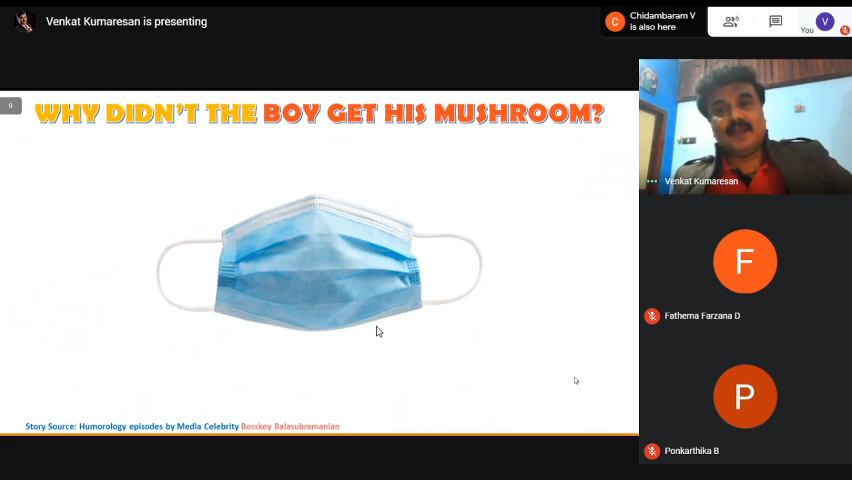 Venkat Kumaresan is presenting
C
Chidambaram V
is also here
6
You
V
9
WHY DIDN'T THE BOY GET HIS MUSHROOM?
Venkat Kumaresan
F
Fathema Farzana D
P
Ponkarthika B
Story Source: Humorology episodes by Media Celebrity Bosskey Balasubramanian